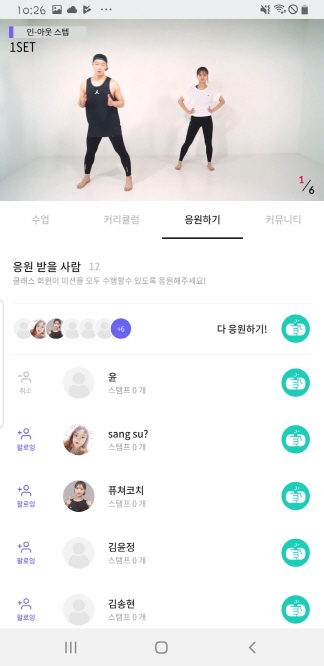 10:26
인-아웃 스텝
1SET
1/6
수업 커리큘럼 응원하기 커뮤니티
응원 받을 사람 12
클래스 회원이 미션을 모두 수행할수 있도록 응원해주세요!
+6 다 응원하기!
취소 윤
스탬프 0 개
팔로잉 sang su?
스탬프 0 개
팔로잉 퓨쳐코치
스탬프 0 개
팔로잉 김윤정
스탬프 0 개
팔로잉 김송현
스탬프 0 개